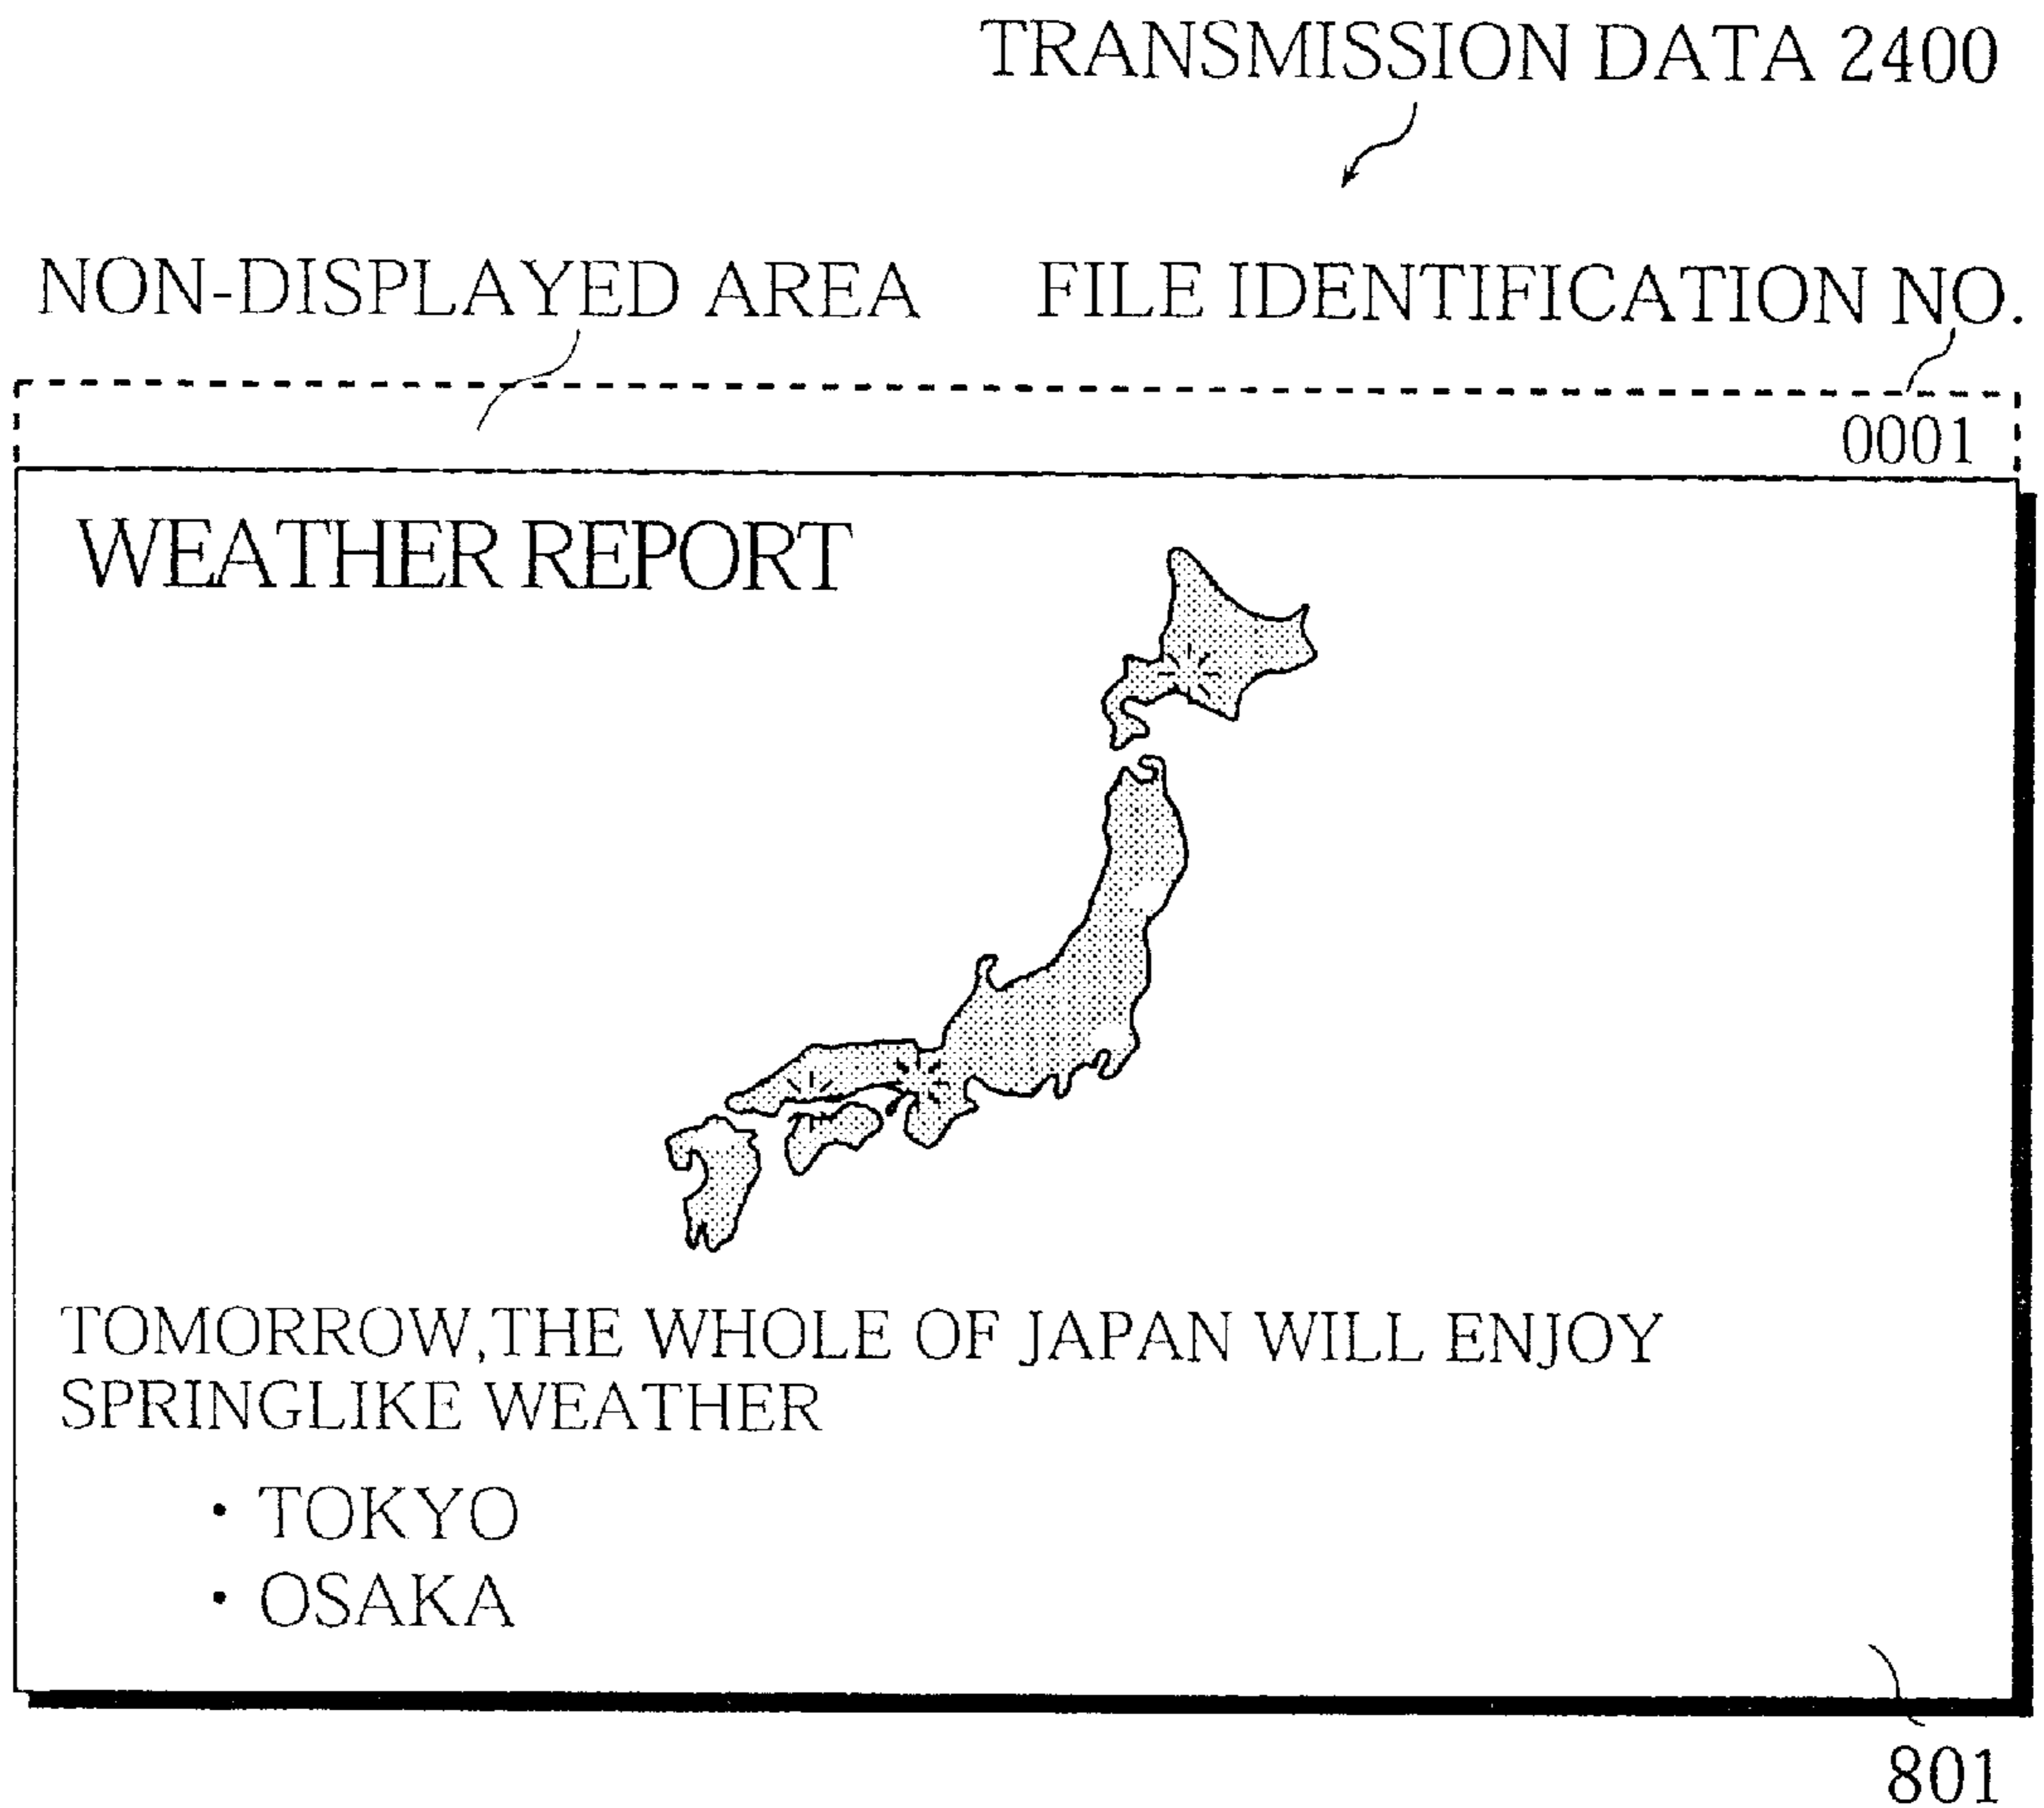 TRANSMISSION DATA 2400
NON-DISPLAYED AREA FILE IDENTIFICATION NO.
0001
WEATHER REPORT
TOMORROW,THE WHOLE OF JAPAN WILL ENJOY
SPRINGLIKE WEATHER
· TOKYO
· OSAKA
801